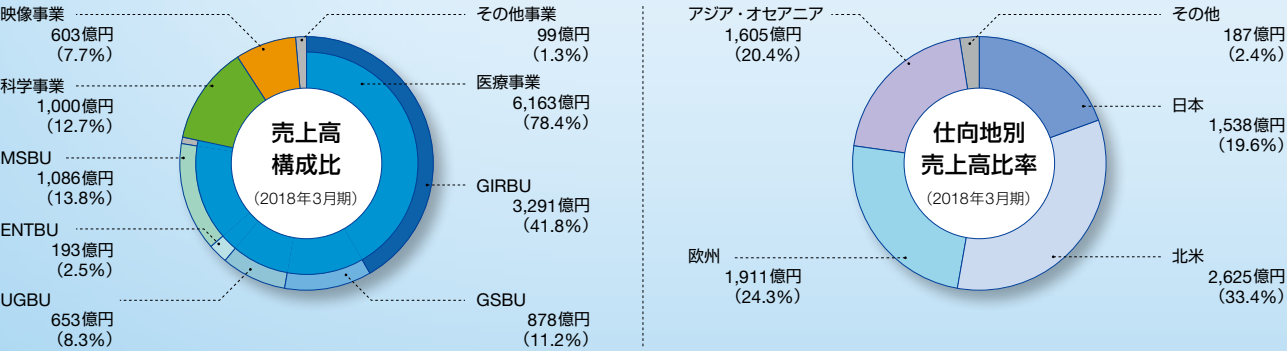 映像事業
603億円
(7.7%)
科学事業
1,000億円
(12.7%)
MSBU
1,086億円
(13.8%)
ENTBU
193億円
(2.5%)
UGBU
653億円
(8.3%)
売上高
構成比
(2018年3月期)
その他事業
99億円
(1.3%)
医療事業
6,163億円
(78.4%)
GIRBU
3,291億円
(41.8%)
GSBU
878億円
(11.2%)
アジア・オセアニア
1,605億円
(20.4%)
欧州
1,911億円
(24.3%)
仕向地別
売上高比率
(2018年3月期)
その他
187億円
(2.4%)
日本
1,538億円
(19.6%)
北米
2,625億円
(33.4%)